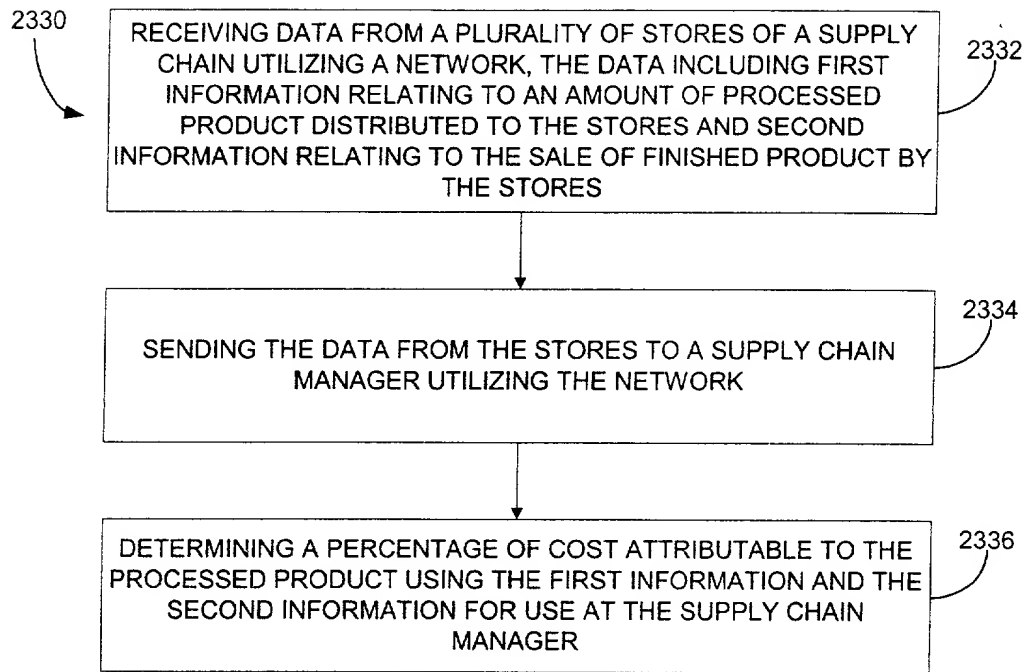 2330
RECEIVING DATA FROM A PLURALITY OF STORES OF A SUPPLY
CHAIN UTILIZING A NETWORK, THE DATA INCLUDING FIRST
INFORMATION RELATING TO AN AMOUNT OF PROCESSED
PRODUCT DISTRIBUTED TO THE STORES AND SECOND
INFORMATION RELATING TO THE SALE OF FINISHED PRODUCT BY
THE STORES
2332
SENDING THE DATA FROM THE STORES TO A SUPPLY CHAIN
MANAGER UTILIZING THE NETWORK
2334
DETERMINING A PERCENTAGE OF COST ATTRIBUTABLE TO THE
PROCESSED PRODUCT USING THE FIRST INFORMATION AND THE
SECOND INFORMATION FOR USE AT THE SUPPLY CHAIN
MANAGER
2336